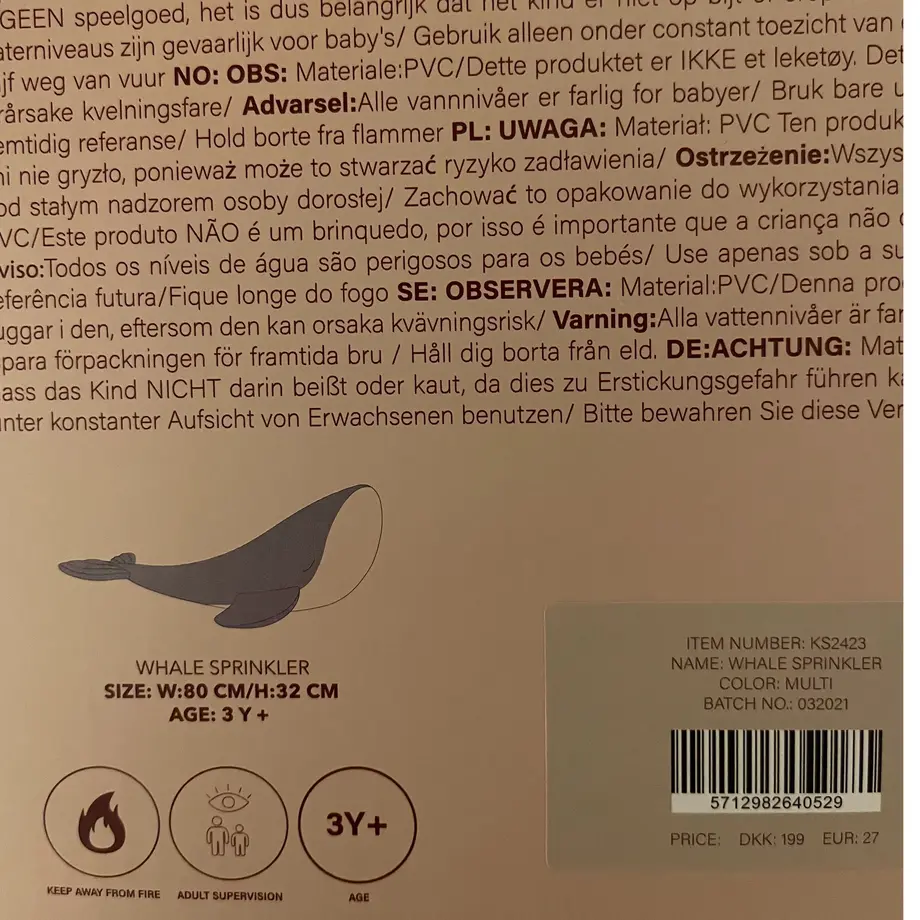 GEEN speelgoed, het is dus belangrijk dat het kind er niet op bijt
aterniveaus zijn gevaarlijk voor baby's/ Gebruik alleen onder constant toezicht van
ijf weg van vuur NO: OBS: Materiale:PVC/Dette produktet er IKKE et leketøy. Det
rårsake kvelningsfare/ Advarsel:Alle vannnivåer er farlig for babyer/ Bruk bare u
emtidig referanse/ Hold borte fra flammer PL: UWAGA: Materiał: PVC Ten produk
ni nie gryzło, ponieważ może to stwarzać ryzyko zadławienia/ Ostrzeżenie:Wszys
od stałym nadzorem osoby dorosłej/ Zachować to opakowanie do wykorzystania
VC/Este produto NÃO é um brinquedo, por isso é importante que a criança não
viso:Todos os níveis de água são perigosos para os bebés/ Use apenas sob a su
eferência futura/Fique longe do fogo SE: OBSERVERA: Material:PVC/Denna pro
uggar i den, eftersom den kan orsaka kvävningsrisk/ Varning:Alla vattennivåer är far
para förpackningen för framtida bru / Håll dig borta från eld. DE:ACHTUNG: Mat
ass das Kind NICHT darin beißt oder kaut, da dies zu Erstickungsgefahr führen ka
unter konstanter Aufsicht von Erwachsenen benutzen/ Bitte bewahren Sie diese Ver
WHALE SPRINKLER
SIZE: W:80 CM/H:32 CM
AGE: 3 Y +
3Y+
KEEP AWAY FROM FIRE
ADULT SUPERVISION
AGE
ITEM NUMBER: KS2423
NAME: WHALE SPRINKLER
COLOR: MULTI
BATCH NO.: 032021
5712982640529
PRICE: DKK: 199 EUR: 27